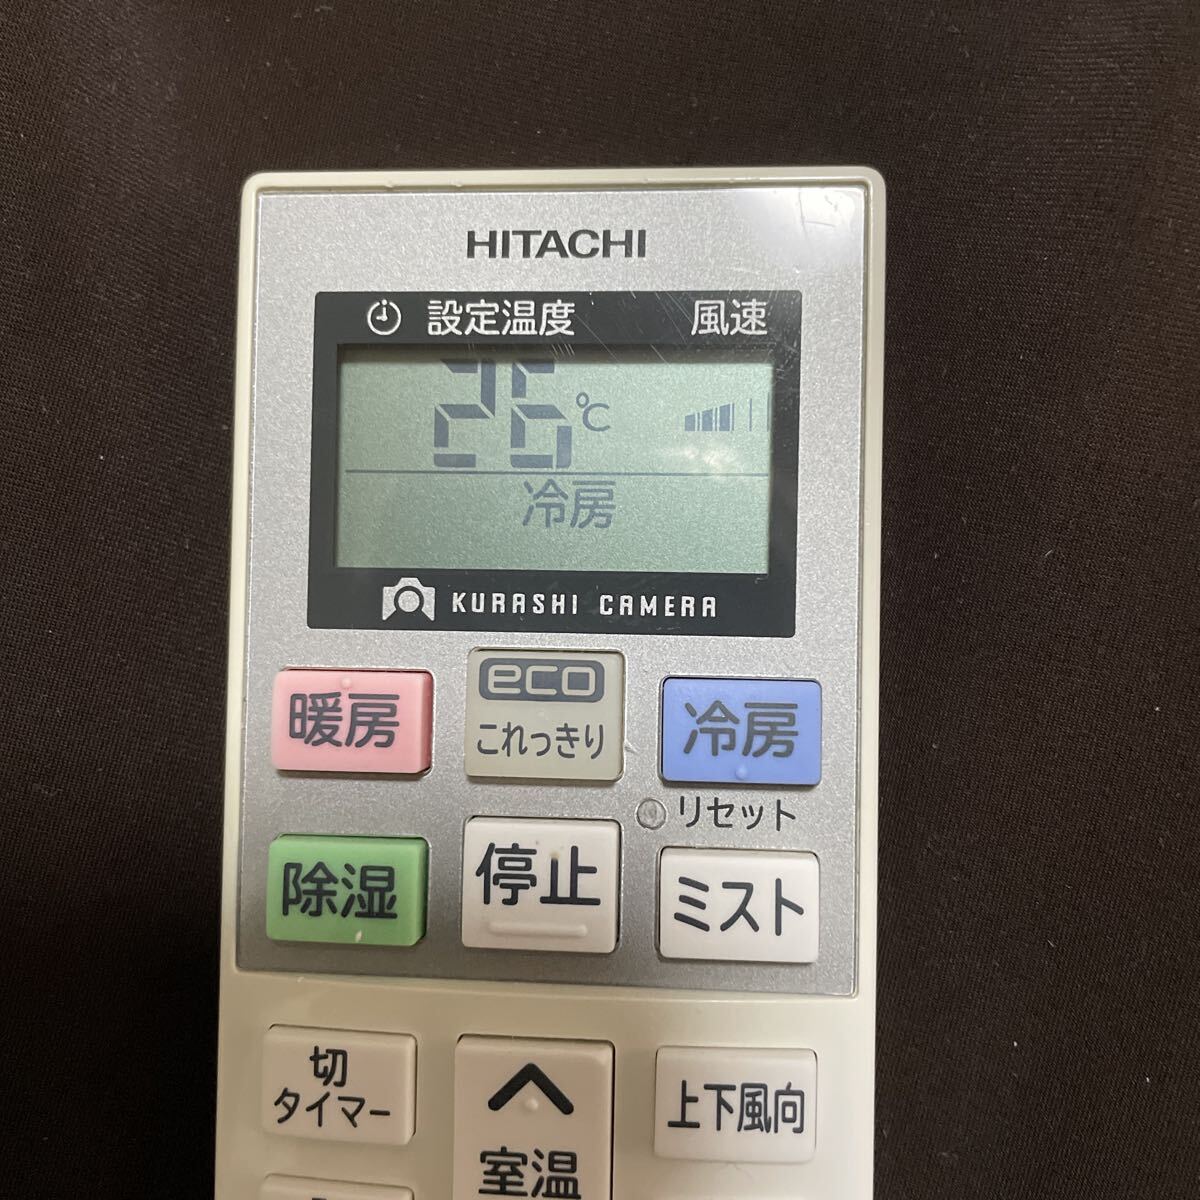 HITACHI
設定温度 風速
26℃
冷房
KURASHI CAMERA
暖房
eco
これっきり
冷房
リセット
除湿
停止
ミスト
切
タイマー
室温
上下風向